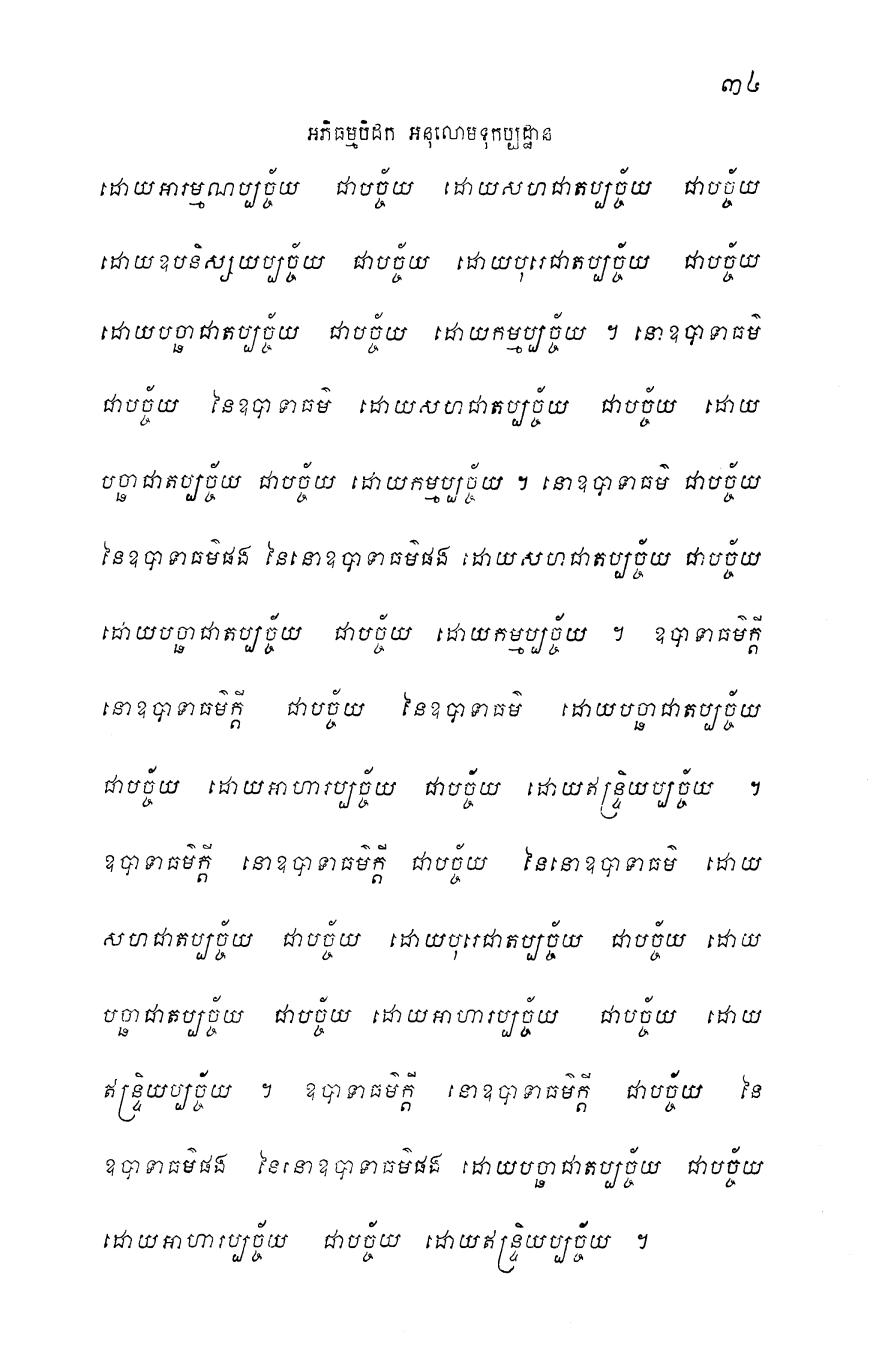 ៣៤
អភិធម្មបិដក អនុលោមទុកប្បដ្ឋាន
ដោយអារម្មណប្បច្ច័យ ជាបច្ច័យ ដោយសហជាតប្បច្ច័យ ជាបច្ច័យ
ដោយឧបនិស្សយប្បច្ច័យ ជាបច្ច័យ ដោយបុរេជាតប្បច្ច័យ ជាបច្ច័យ
ដោយបច្ឆាជាតប្បច្ច័យ ជាបច្ច័យ ដោយកម្មប្បច្ច័យ ។ នោឧបាទាធម៌
ជាបច្ច័យ នៃឧបាទាធម៌ ដោយសហជាតប្បច្ច័យ ជាបច្ច័យ ដោយ
បច្ឆាជាតប្បច្ច័យ ជាបច្ច័យ ដោយកម្មប្បច្ច័យ ។ នោឧបាទាធម៌ ជាបច្ច័យ
នៃឧបាទាធម៌ផង នៃនោឧបាទាធម៌ផង ដោយសហជាតប្បច្ច័យ ជាបច្ច័យ
ដោយបច្ឆាជាតប្បច្ច័យ ជាបច្ច័យ ដោយកម្មប្បច្ច័យ ។ ឧបាទាធម៌ក្តី
នោឧបាទាធម៌ក្តី ជាបច្ច័យ នៃឧបាទាធម៌ ដោយបច្ឆាជាតប្បច្ច័យ
ជាបច្ច័យ ដោយអាហារប្បច្ច័យ ជាបច្ច័យ ដោយឥន្ទ្រិយប្បច្ច័យ ។
ឧបាទាធម៌ក្តី នោឧបាទាធម៌ក្តី ជាបច្ច័យ នៃនោឧបាទាធម៌ ដោយ
សហជាតប្បច្ច័យ ជាបច្ច័យ ដោយបុរេជាតប្បច្ច័យ ជាបច្ច័យ ដោយ
បច្ឆាជាតប្បច្ច័យ ជាបច្ច័យ ដោយអាហារប្បច្ច័យ ជាបច្ច័យ ដោយ
ឥន្ទ្រិយប្បច្ច័យ ។ ឧបាទាធម៌ក្តី នោឧបាទាធម៌ក្តី ជាបច្ច័យ នៃ
ឧបាទាធម៌ផង នៃនោឧបាទាធម៌ផង ដោយបច្ឆាជាតប្បច្ច័យ ជាបច្ច័យ
ដោយអាហារប្បច្ច័យ ជាបច្ច័យ ដោយឥន្ទ្រិយប្បច្ច័យ ។